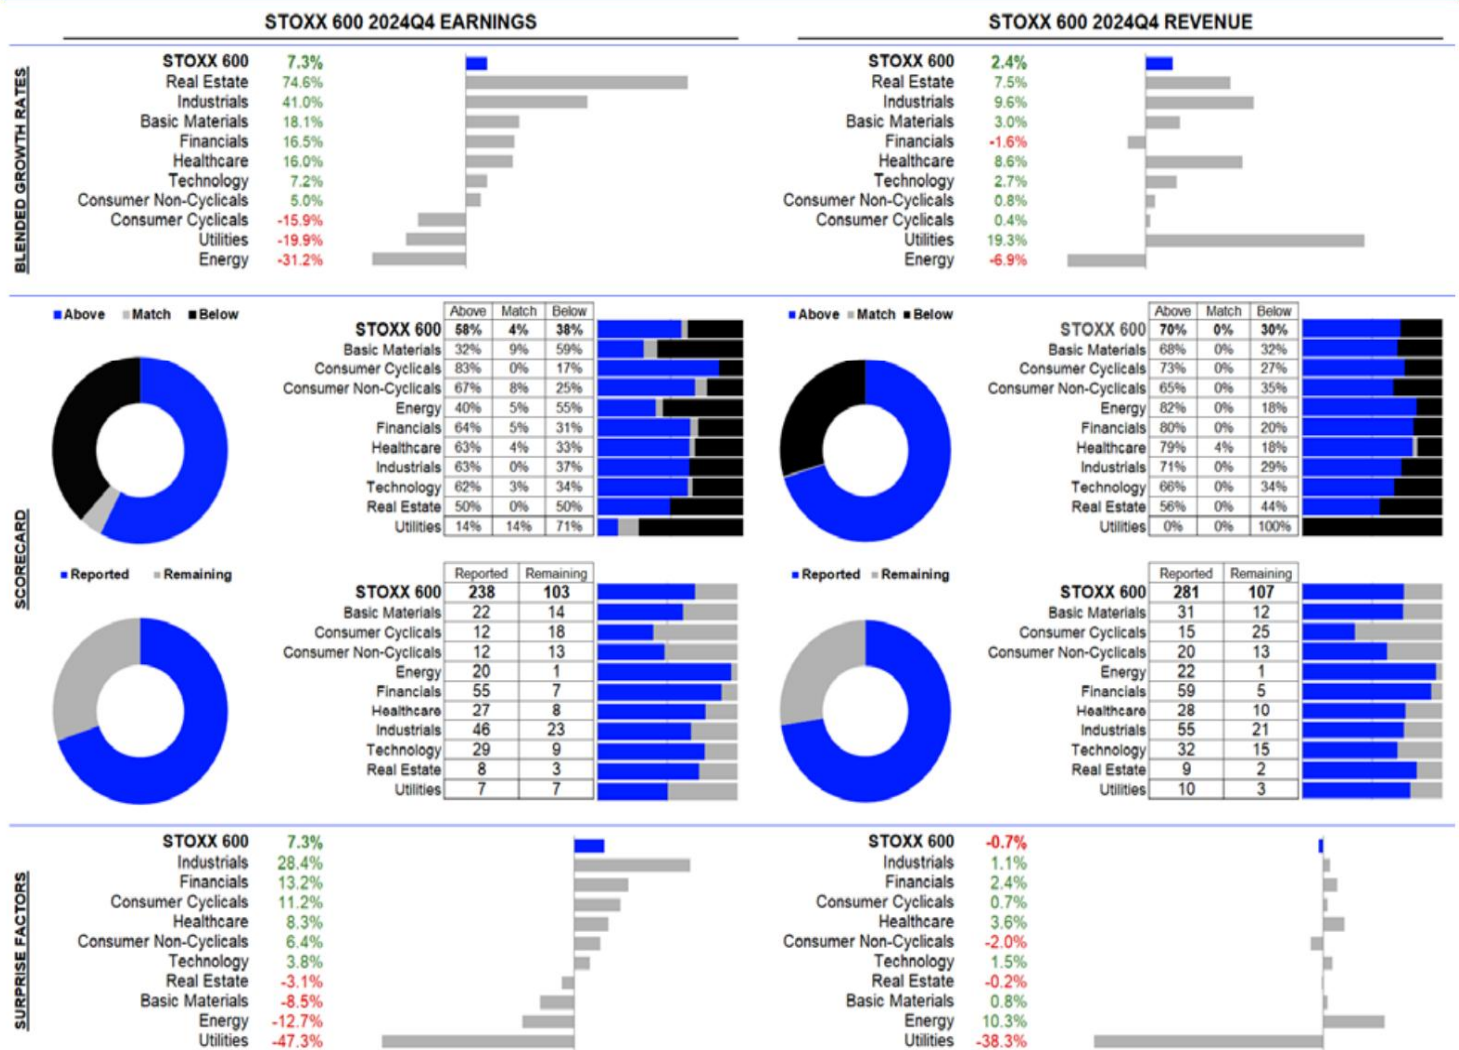 STOXX 600 2024Q4 EARNINGS
STOXX 600 2024Q4 REVENUE
BLENDED GROWTH RATES
STOXX 600 7.3%
Real Estate 74.6%
Industrials 41.0%
Basic Materials 18.1%
Financials 16.5%
Healthcare 16.0%
Technology 7.2%
Consumer Non-Cyclicals 5.0%
Consumer Cyclicals -15.9%
Utilities -19.9%
Energy -31.2%
STOXX 600 2.4%
Real Estate 7.5%
Industrials 9.6%
Basic Materials 3.0%
Financials -1.6%
Healthcare 8.6%
Technology 2.7%
Consumer Non-Cyclicals 0.8%
Consumer Cyclicals 0.4%
Utilities 19.3%
Energy -6.9%
SCORECARD
Above Match Below
Above Match Below
STOXX 600 58% 4% 38%
Basic Materials 32% 9% 59%
Consumer Cyclicals 83% 0% 17%
Consumer Non-Cyclicals 67% 8% 25%
Energy 40% 5% 55%
Financials 64% 5% 31%
Healthcare 63% 4% 33%
Industrials 63% 0% 37%
Technology 62% 3% 34%
Real Estate 50% 0% 50%
Utilities 14% 14% 71%
Above Match Below
Above Match Below
STOXX 600 70% 0% 30%
Basic Materials 68% 0% 32%
Consumer Cyclicals 73% 0% 27%
Consumer Non-Cyclicals 65% 0% 35%
Energy 82% 0% 18%
Financials 80% 0% 20%
Healthcare 79% 4% 18%
Industrials 71% 0% 29%
Technology 66% 0% 34%
Real Estate 56% 0% 44%
Utilities 0% 0% 100%
Reported Remaining
Reported Remaining
STOXX 600 238 103
Basic Materials 22 14
Consumer Cyclicals 12 18
Consumer Non-Cyclicals 12 13
Energy 20 1
Financials 55 7
Healthcare 27 8
Industrials 46 23
Technology 29 9
Real Estate 8 3
Utilities 7 7
Reported Remaining
Reported Remaining
STOXX 600 281 107
Basic Materials 31 12
Consumer Cyclicals 15 25
Consumer Non-Cyclicals 20 13
Energy 22 1
Financials 59 5
Healthcare 28 10
Industrials 55 21
Technology 32 15
Real Estate 9 2
Utilities 10 3
SURPRISE FACTORS
STOXX 600 7.3%
Industrials 28.4%
Financials 13.2%
Consumer Cyclicals 11.2%
Healthcare 8.3%
Consumer Non-Cyclicals 6.4%
Technology 3.8%
Real Estate -3.1%
Basic Materials -8.5%
Energy -12.7%
Utilities -47.3%
STOXX 600 -0.7%
Industrials 1.1%
Financials 2.4%
Consumer Cyclicals 0.7%
Healthcare 3.6%
Consumer Non-Cyclicals -2.0%
Technology 1.5%
Real Estate -0.2%
Basic Materials 0.8%
Energy 10.3%
Utilities -38.3%